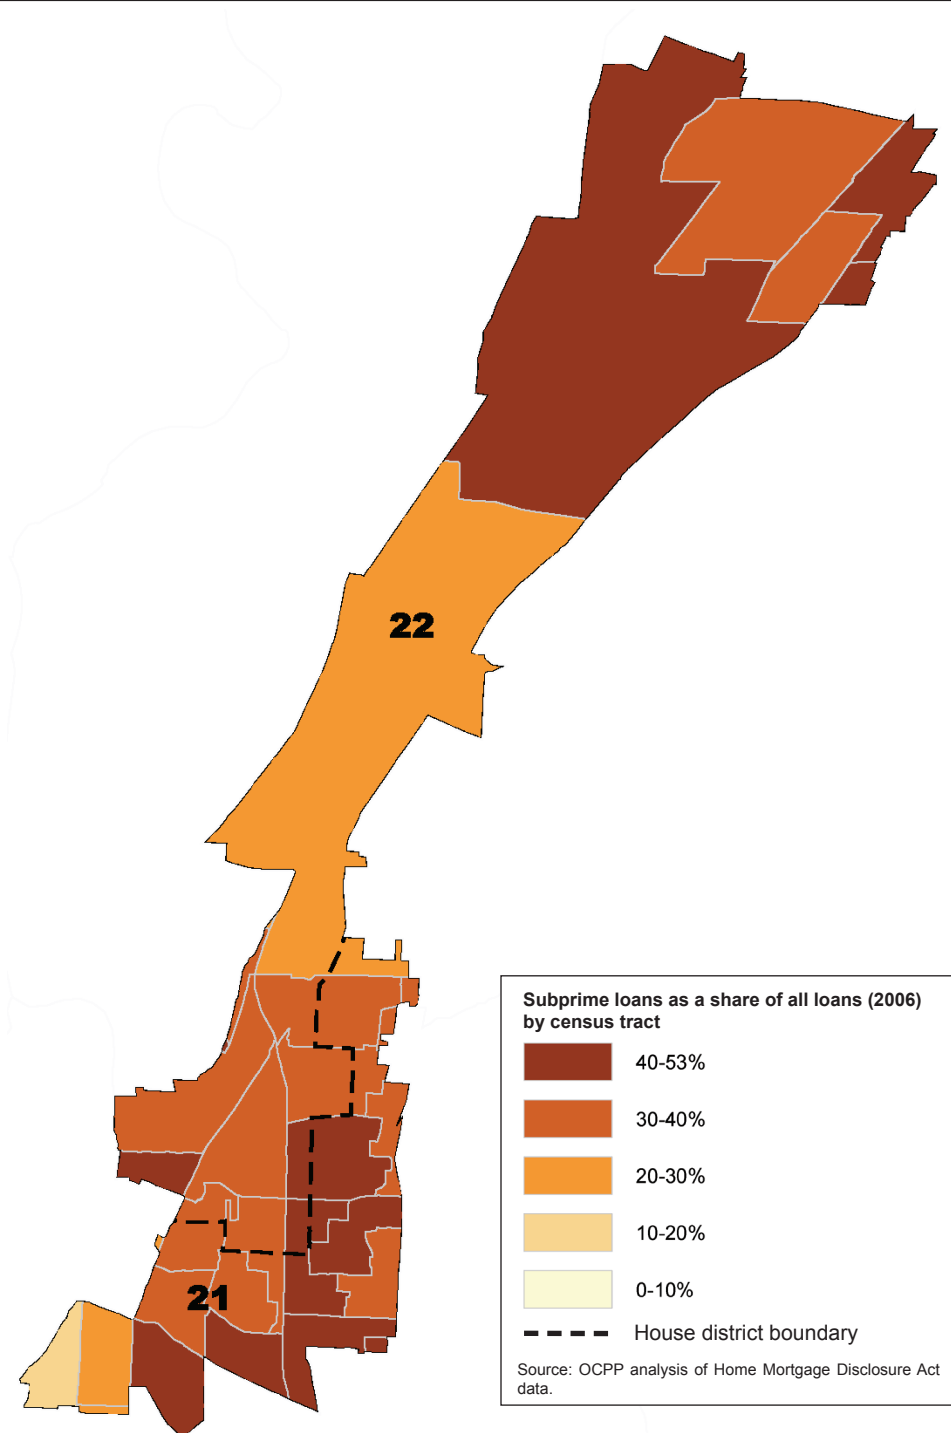 22
21
Subprime loans as a share of all loans (2006)
by census tract
40-53%
30-40%
20-30%
10-20%
0-10%
House district boundary
Source: OCPP analysis of Home Mortgage Disclosure Act
data.